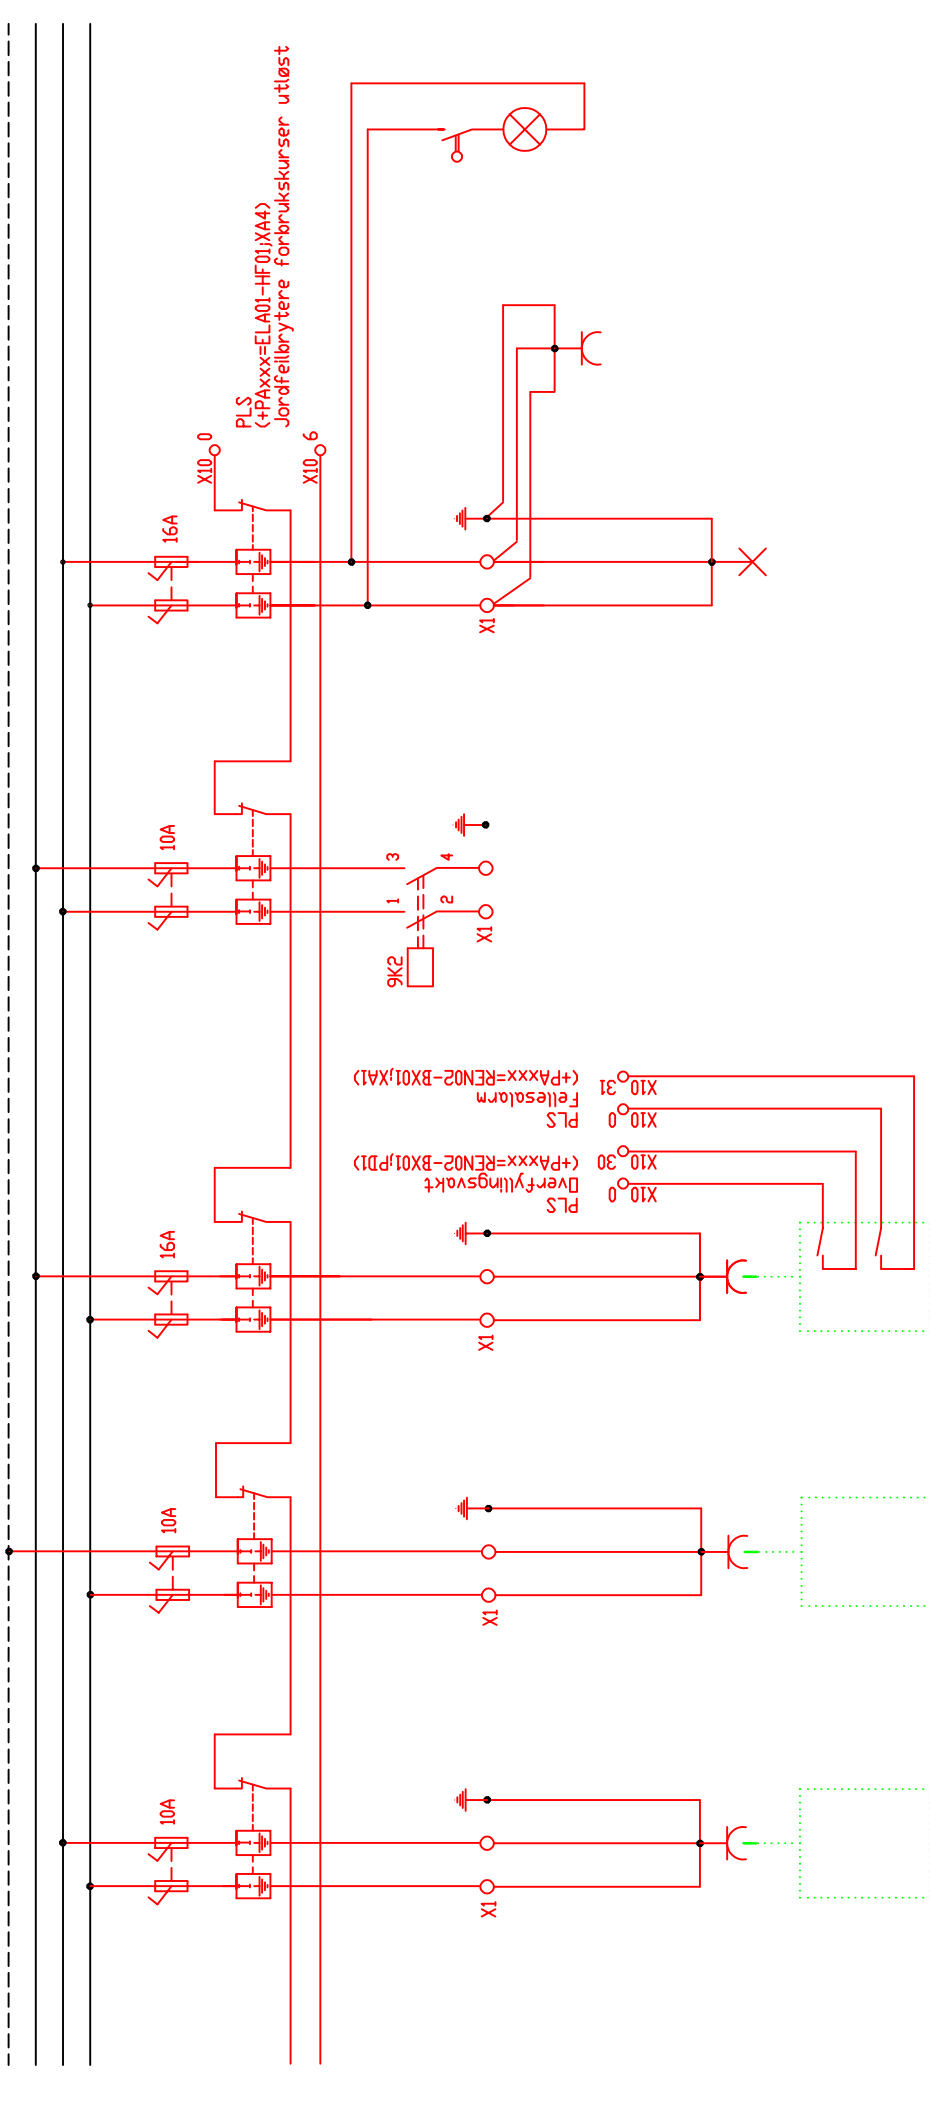 PLS
(+PAxxx=ELA01-HF01;XA4)
Jordfeilbrytere forbrukskurser utløst
X10 0
X10 6
16A
X1
10A
3
4
1
2
X1
9K2
(+PAxxx=REN02-BX01;XA1)
Fellesalarm
PLS
X10 31
X10 0
(+PAxxx=REN02-BX01;PD1)
Overfyllingsvakt
PLS
X10 30
X10 0
16A
X1
10A
X1
10A
X1